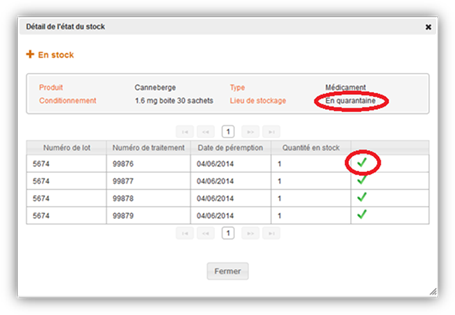 Détail de l'état du stock
En stock
Produit Canneberge Type Médicament
Conditionnement 1.6 mg boite 30 sachets Lieu de stockage En quarantaine
1
Numéro de lot Numéro de traitement Date de péremption Quantité en stock
5674 99876 04/06/2014 1
5674 99877 04/06/2014 1
5674 99878 04/06/2014 1
5674 99879 04/06/2014 1
1
Fermer